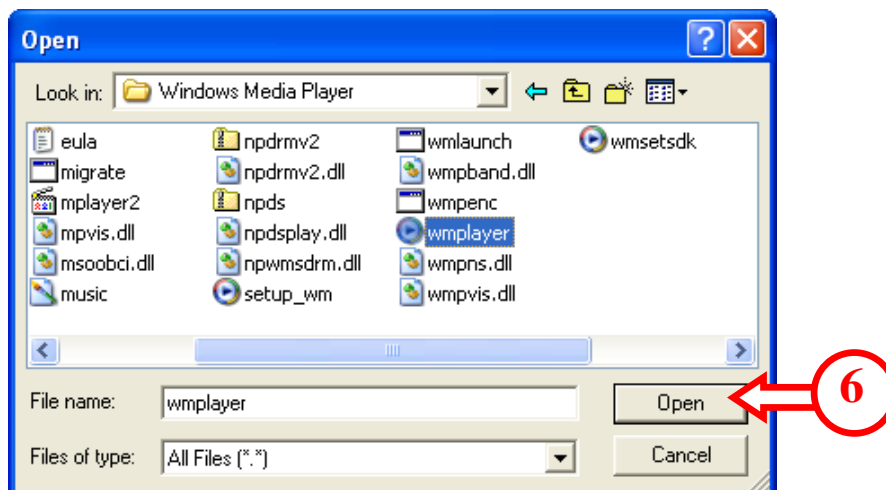 Open
Look in: Windows Media Player
eula npdrmv2 wmlaunch wmsetsdk
migrate npdrmv2.dll wmpband.dll
mplayer2 npds wmpenc
mpvis.dll npdsplay.dll wmplayer
msoobci.dll npwmsdrm.dll wmpns.dll
music setup_wm wmpvis.dll
File name: wmplayer Open 6
Files of type: All Files (*.*) Cancel